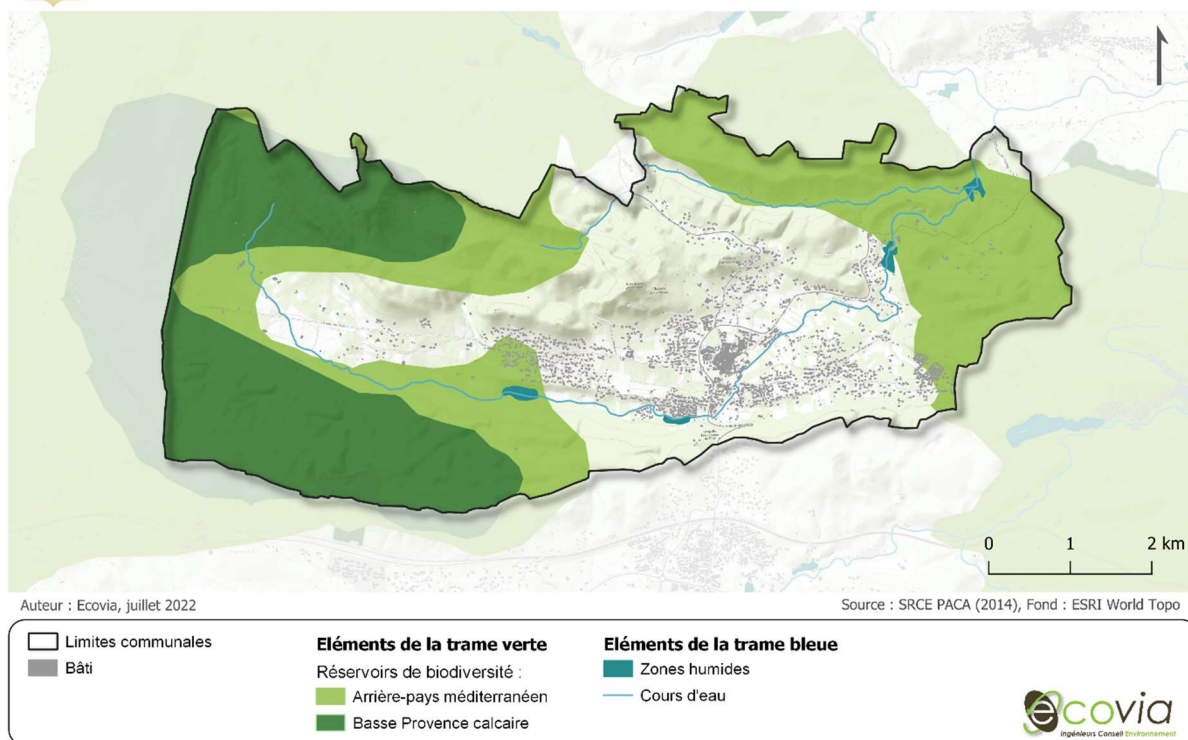 0 1 2 km
Auteur : Ecovia, juillet 2022
Source : SRCE PACA (2014), Fond : ESRI World Topo
Limites communales
Bâti
Eléments de la trame verte
Réservoirs de biodiversité :
Arrière-pays méditerranéen
Basse Provence calcaire
Eléments de la trame bleue
Zones humides
Cours d'eau
ecovia
Ingénieurs Conseil Environnement